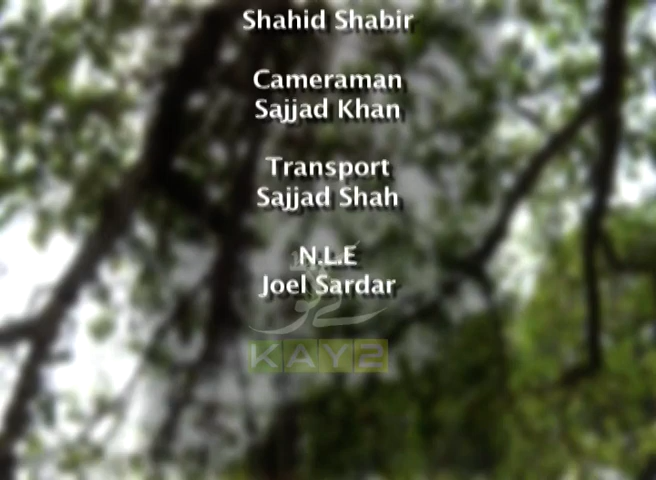 Shahid Shabir
Cameraman
Sajjad Khan
Transport
Sajjad Shah
N.L.E
Joel Sardar
KAY2